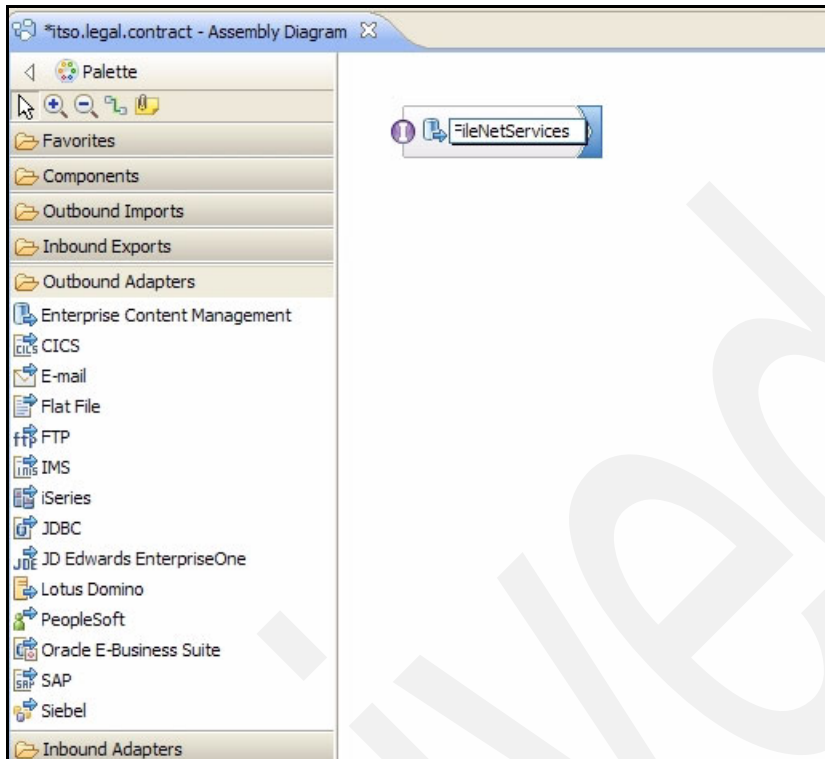 *itso.legal.contract - Assembly Diagram
Palette
FileNetServices
Favorites
Components
Outbound Imports
Inbound Exports
Outbound Adapters
Enterprise Content Management
CICS
E-mail
Flat File
FTP
IMS
iSeries
JDBC
JD Edwards EnterpriseOne
Lotus Domino
PeopleSoft
Oracle E-Business Suite
SAP
Siebel
Inbound Adapters